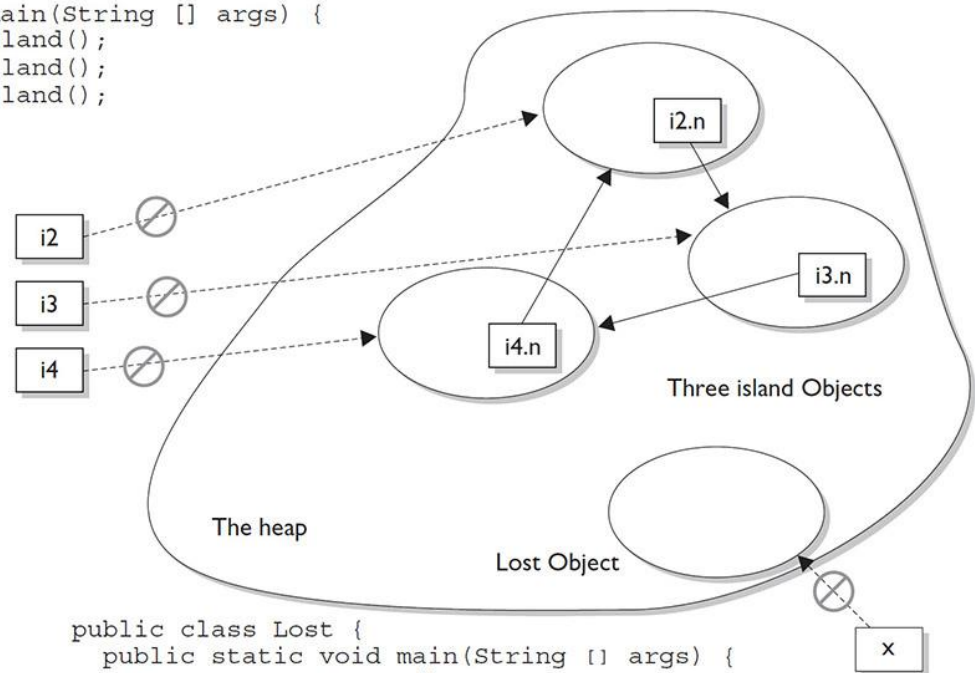 ain(String [] args) {
land();
land();
land();
i2.n
i2
i3.n
i3
i4.n
i4
Three island Objects
The heap
Lost Object
public class Lost {
public static void main(String [] args) {
x